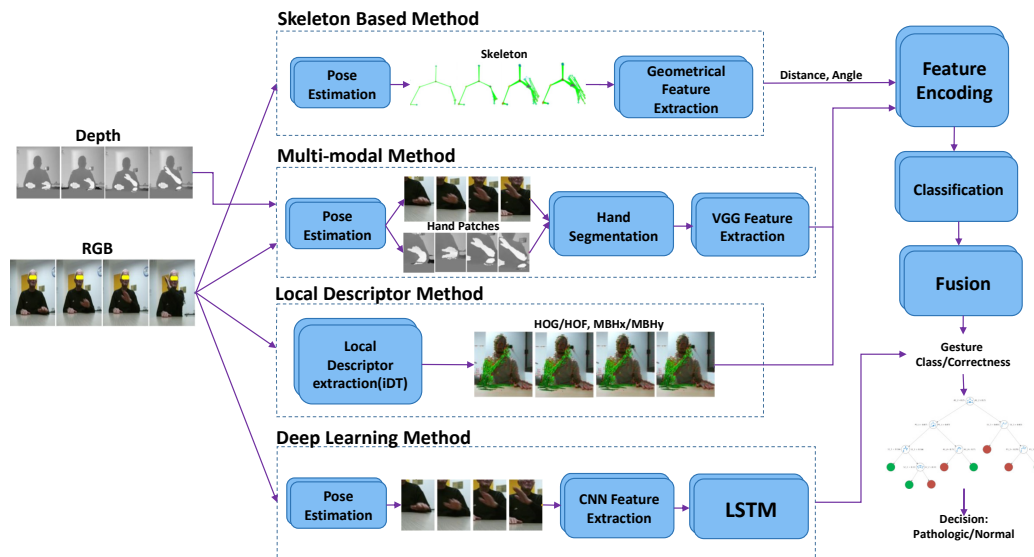 Skeleton Based Method
Pose
Estimation
Skeleton
Geometrical
Feature
Extraction
Distance, Angle
Feature
Encoding
Depth
Multi-modal Method
Pose
Estimation
Hand Patches
Hand
Segmentation
VGG Feature
Extraction
Classification
RGB
Fusion
Local Descriptor Method
Local
Descriptor
extraction(iDT)
HOG/HOF, MBHx/MBHy
Gesture
Class/Correctness
Deep Learning Method
Pose
Estimation
CNN Feature
Extraction
LSTM
Decision:
Pathologic/Normal